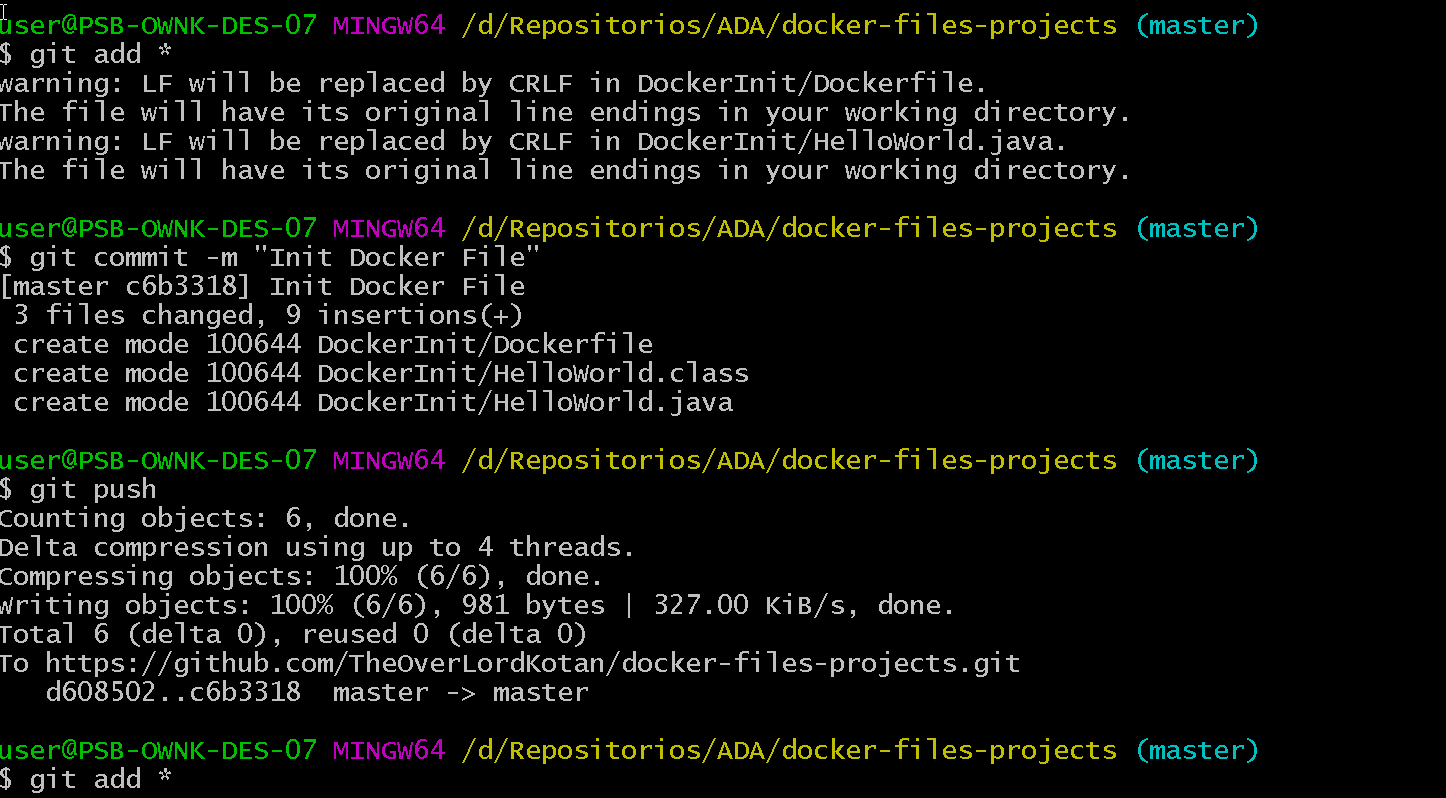 user@PSB-OWNK-DES-07 MINGW64 /d/Repositorios/ADA/docker-files-projects (master)
$ git add *
warning: LF will be replaced by CRLF in DockerInit/Dockerfile.
The file will have its original line endings in your working directory.
warning: LF will be replaced by CRLF in DockerInit/HelloWorld.java.
The file will have its original line endings in your working directory.
user@PSB-OWNK-DES-07 MINGW64 /d/Repositorios/ADA/docker-files-projects (master)
$ git commit -m "Init Docker File"
[master c6b3318] Init Docker File
 3 files changed, 9 insertions(+)
 create mode 100644 DockerInit/Dockerfile
 create mode 100644 DockerInit/HelloWorld.class
 create mode 100644 DockerInit/HelloWorld.java
user@PSB-OWNK-DES-07 MINGW64 /d/Repositorios/ADA/docker-files-projects (master)
$ git push
Counting objects: 6, done.
Delta compression using up to 4 threads.
Compressing objects: 100% (6/6), done.
Writing objects: 100% (6/6), 981 bytes | 327.00 KiB/s, done.
Total 6 (delta 0), reused 0 (delta 0)
To https://github.com/TheOverLordKotan/docker-files-projects.git
   d608502..c6b3318  master -> master
user@PSB-OWNK-DES-07 MINGW64 /d/Repositorios/ADA/docker-files-projects (master)
$ git add *